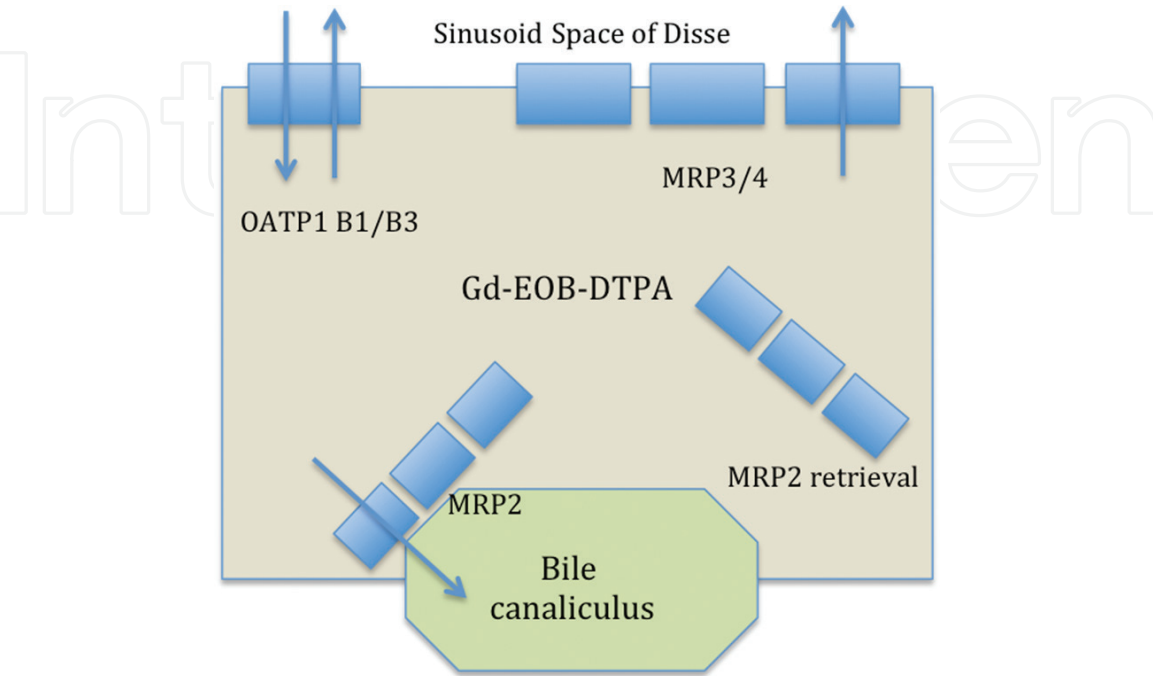 Sinusoid Space of Disse
MRP3/4
OATP1 B1/B3
Gd-EOB-DTPA
MRP2 retrieval
MRP2
Bile
canaliculus